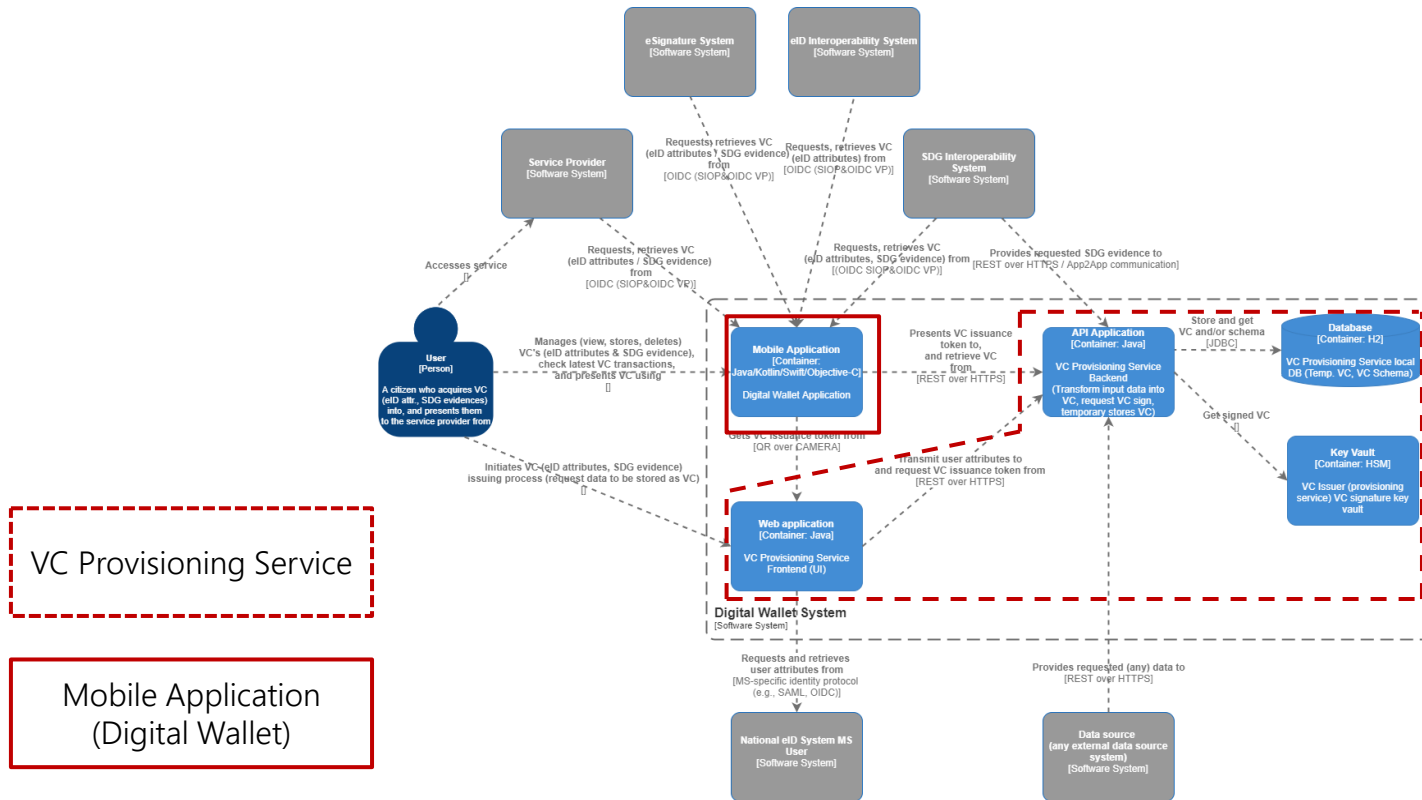 eSignature System
[Software System]
eID Interoperability System
[Software System]
Service Provider
[Software System]
SDG Interoperability
System
[Software System]
Requests, retrieves VC
(eID attributes / SDG evidence)
from
[OIDC (SIOP&OIDC VP)]
Requests, retrieves VC
(eID attributes) from
[OIDC (SIOP&OIDC VP)]
Accesses service
[]
Requests, retrieves VC
(eID attributes / SDG evidence)
from
[OIDC (SIOP&OIDC VP)]
Requests, retrieves VC
(eID attributes, SDG evidence) from
[(OIDC SIOP&OIDC VP)]
Provides requested SDG evidence to
[REST over HTTPS / App2App communication]
User
[Person]
A citizen who acquires VC
(eID attr., SDG evidences)
into, and presents them
to the service provider from
Manages (view, stores, deletes)
VC's (eID attributes & SDG evidence),
check latest VC transactions,
and presents VC using
[]
Mobile Application
[Container:
Java/Kotlin/Swift/Objective-C]
Digital Wallet Application
Presents VC issuance
token to,
and retrieve VC
from
[REST over HTTPS]
API Application
[Container: Java]
VC Provisioning Service
Backend
(Transform input data into
VC, request VC sign,
temporary stores VC)
Store and get
VC and/or schema
[JDBC]
Database
[Container: H2]
VC Provisioning Service local
DB (Temp. VC, VC Schema)
Get signed VC
[]
Key Vault
[Container: HSM]
VC Issuer (provisioning
service) VC signature key
vault
Gets VC issuance token from
[QR over CAMERA]
Transmit user attributes to
and request VC issuance token from
[REST over HTTPS]
Initiates VC (eID attributes, SDG evidence)
issuing process (request data to be stored as VC)
[]
Web application
[Container: Java]
VC Provisioning Service
Frontend (UI)
Digital Wallet System
[Software System]
VC Provisioning Service
Mobile Application
(Digital Wallet)
Requests and retrieves
user attributes from
[MS-specific identity protocol
(e.g., SAML, OIDC)]
Provides requested (any) data to
[REST over HTTPS]
National eID System MS
User
[Software System]
Data source
(any external data source
system)
[Software System]